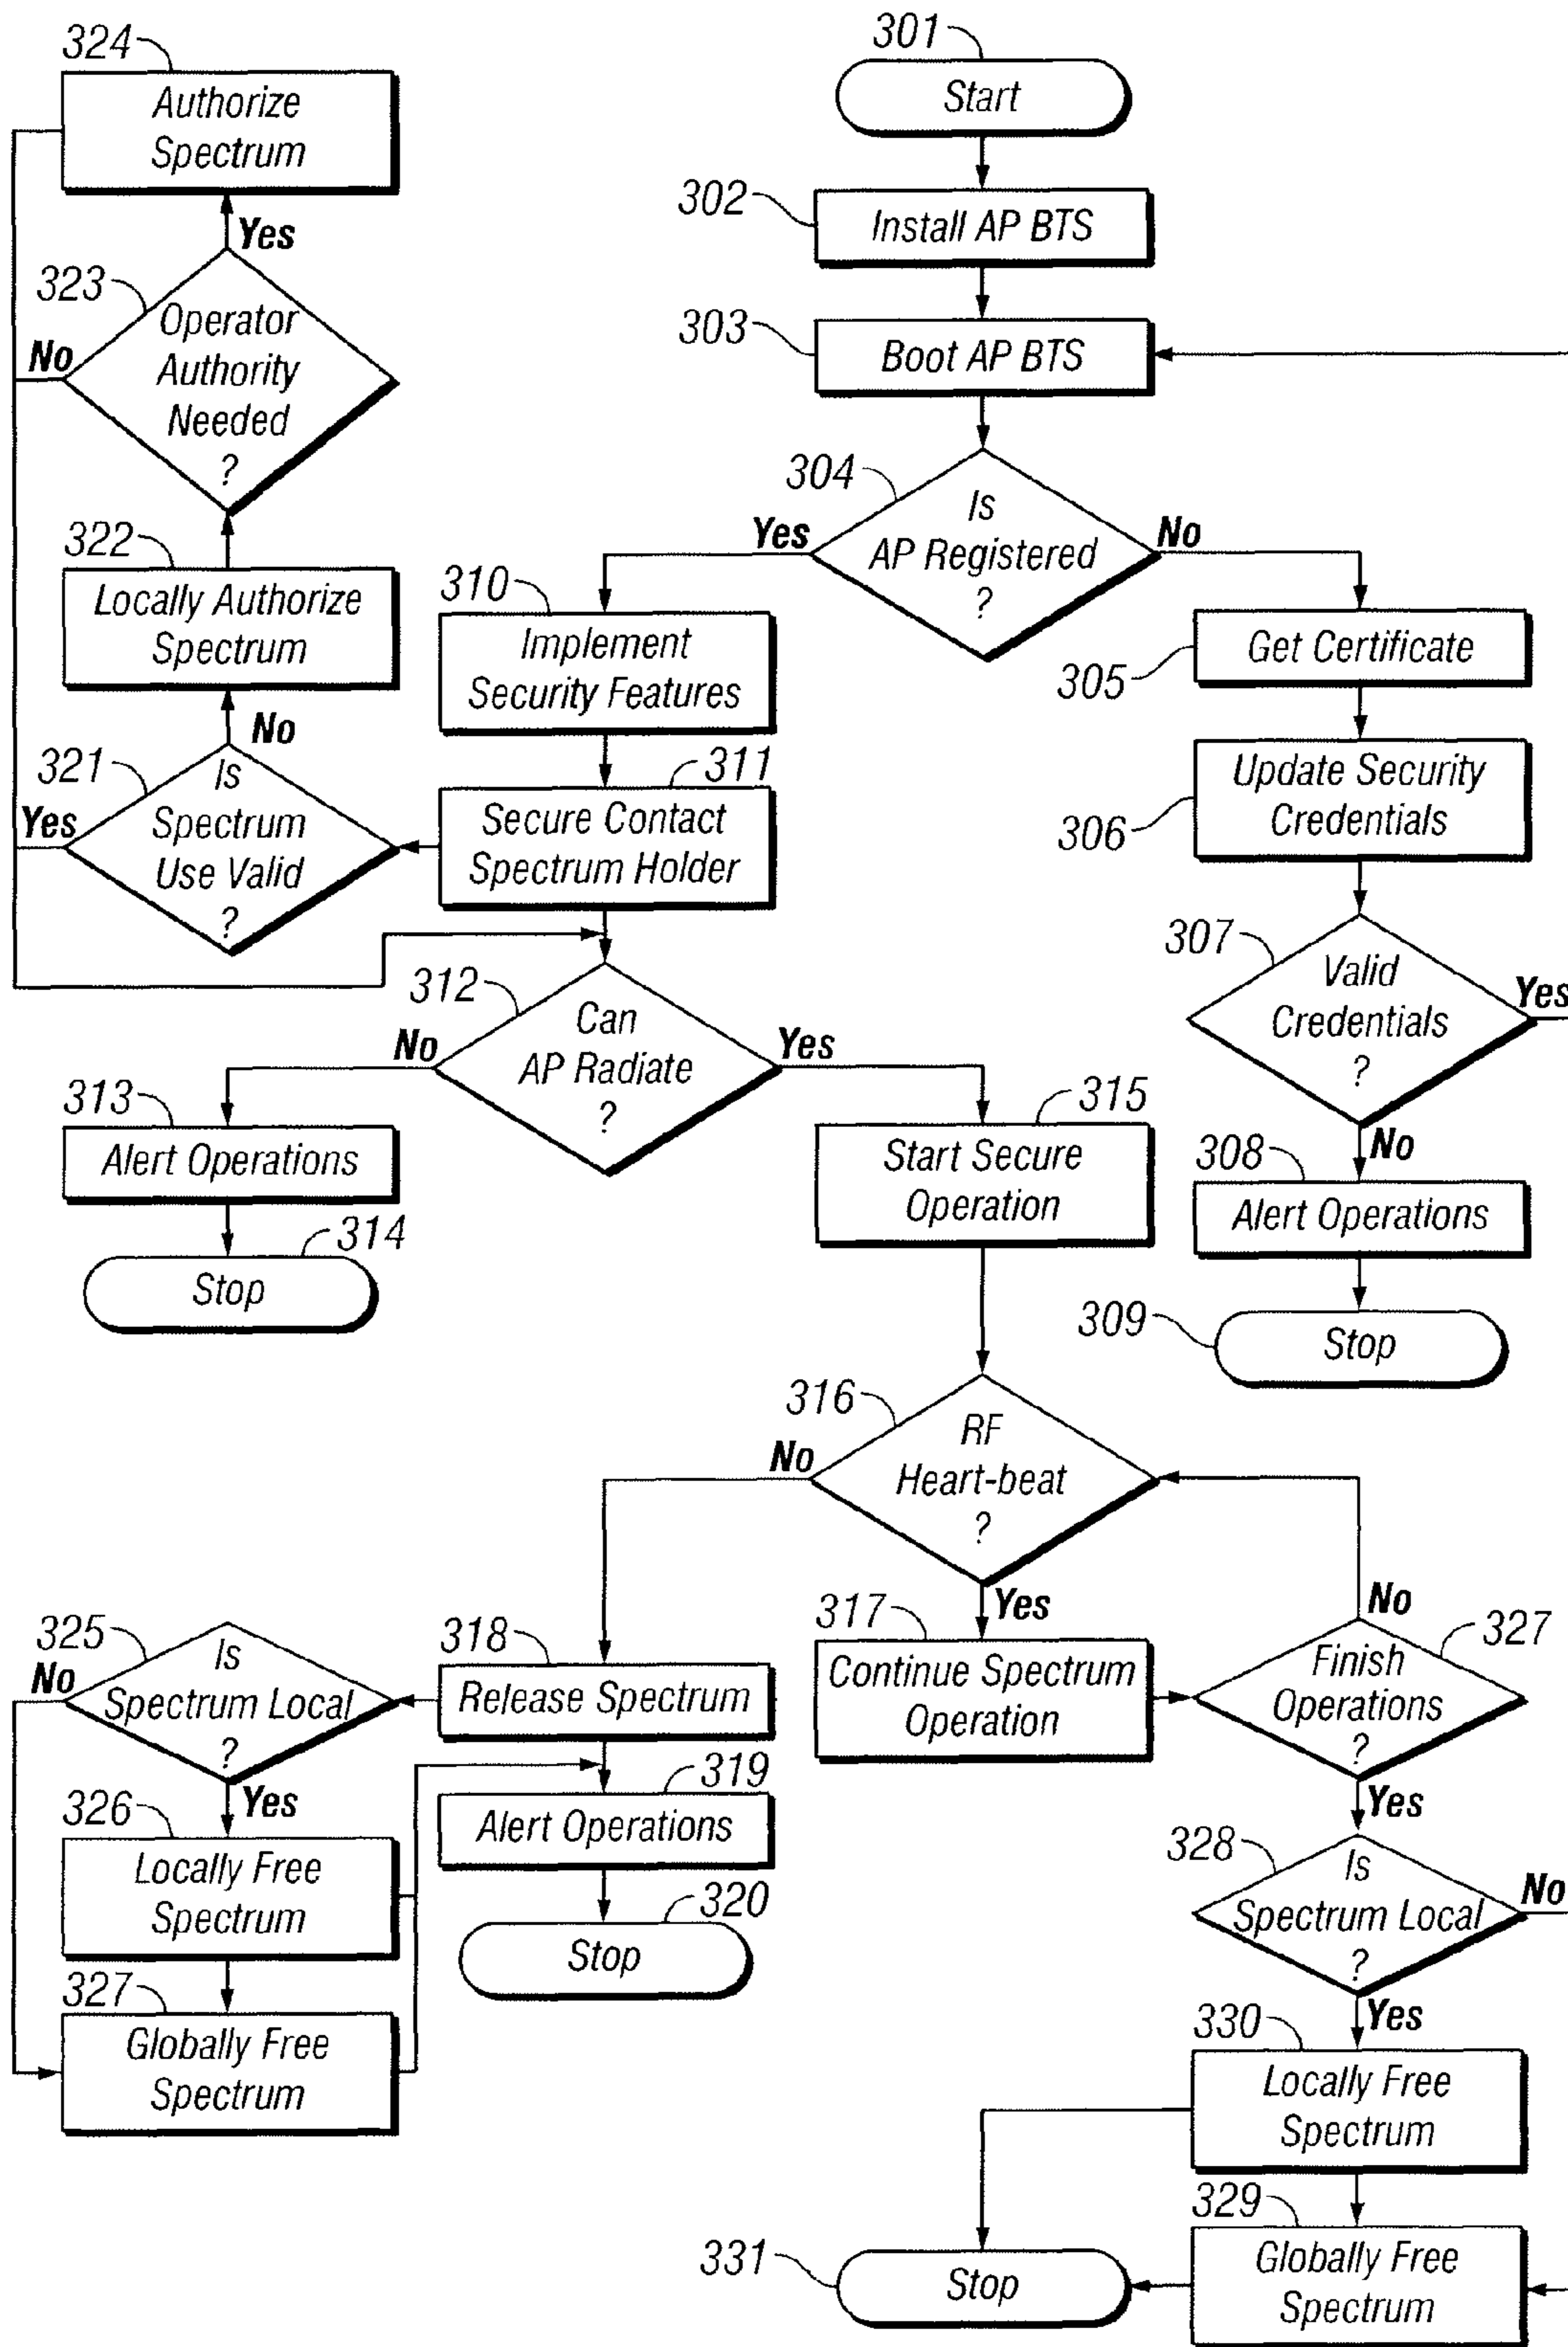 324
Authorize
Spectrum
Yes
323
Operator
Authority
Needed
?
No
322
Locally Authorize
Spectrum
No
321
Is
Spectrum
Use Valid
?
Yes
301
Start
302
Install AP BTS
303
Boot AP BTS
304
Is
AP Registered
?
Yes
No
310
Implement
Security Features
311
Secure Contact
Spectrum Holder
305
Get Certificate
306
Update Security
Credentials
307
Valid
Credentials
?
Yes
No
308
Alert Operations
309
Stop
312
Can
AP Radiate
?
No
Yes
313
Alert Operations
314
Stop
315
Start Secure
Operation
316
RF
Heart-beat
?
No
Yes
317
Continue Spectrum
Operation
327
Finish
Operations
?
No
Yes
318
Release Spectrum
319
Alert Operations
320
Stop
325
Is
Spectrum Local
?
No
Yes
326
Locally Free
Spectrum
327
Globally Free
Spectrum
328
Is
Spectrum Local
?
No
Yes
330
Locally Free
Spectrum
329
Globally Free
Spectrum
331
Stop